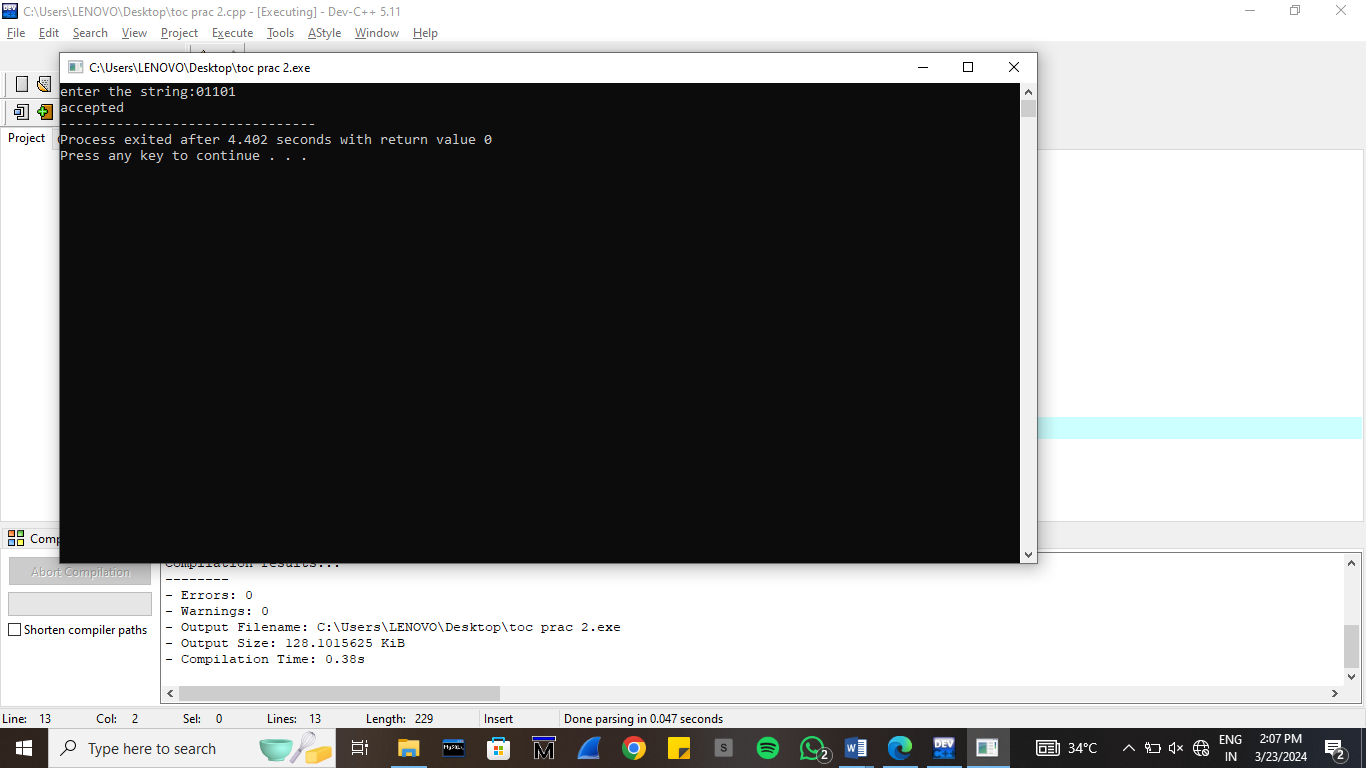 C:\Users\LENOVO\Desktop\toc prac 2.cpp - [Executing] - Dev-C++ 5.11
File Edit Search View Project Execute Tools AStyle Window Help
C:\Users\LENOVO\Desktop\toc prac 2.exe
enter the string:01101
accepted
--------------------------------
Process exited after 4.402 seconds with return value 0
Press any key to continue . . .
Project
Comp
Abort Compilation
Shorten compiler paths
Compilation results...
--------
- Errors: 0
- Warnings: 0
- Output Filename: C:\Users\LENOVO\Desktop\toc prac 2.exe
- Output Size: 128.1015625 KiB
- Compilation Time: 0.38s
Line: 13 Col: 2 Sel: 0 Lines: 13 Length: 229 Insert Done parsing in 0.047 seconds
Type here to search
MySQL
S
2
W
DEV
34°C
ENG
IN
2:07 PM
3/23/2024
2